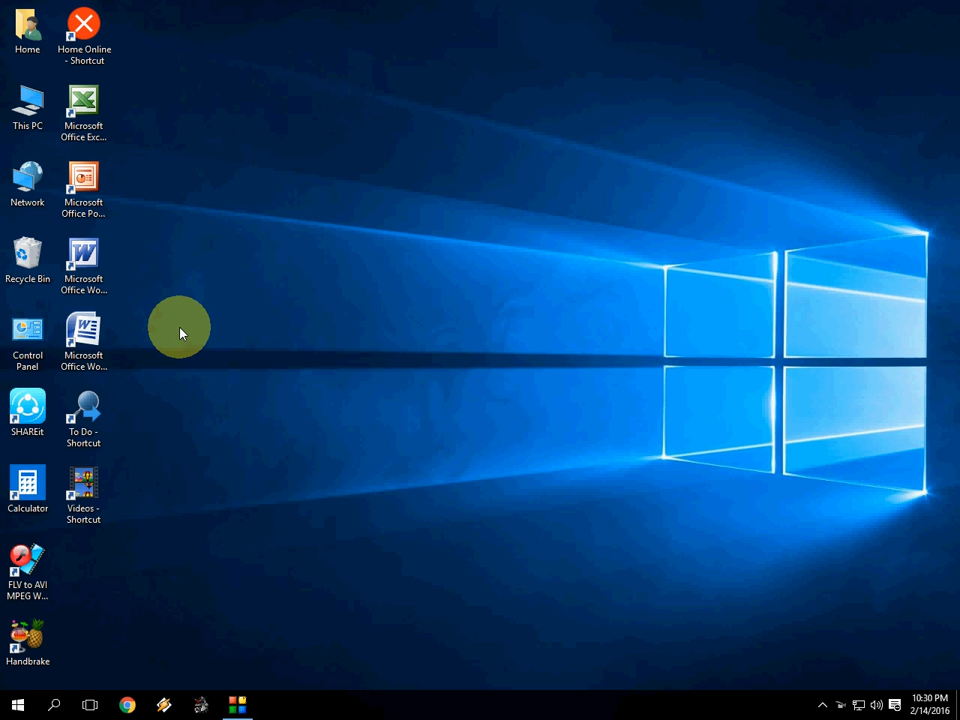 Home
Home Online
- Shortcut
This PC
Microsoft
Office Exc...
Network
Microsoft
Office Po...
Recycle Bin
Microsoft
Office Wo...
Control
Panel
Microsoft
Office Wo...
SHAREit
To Do -
Shortcut
Calculator
Videos -
Shortcut
FLV to AVI
MPEG W...
Handbrake
10:30 PM
2/14/2016